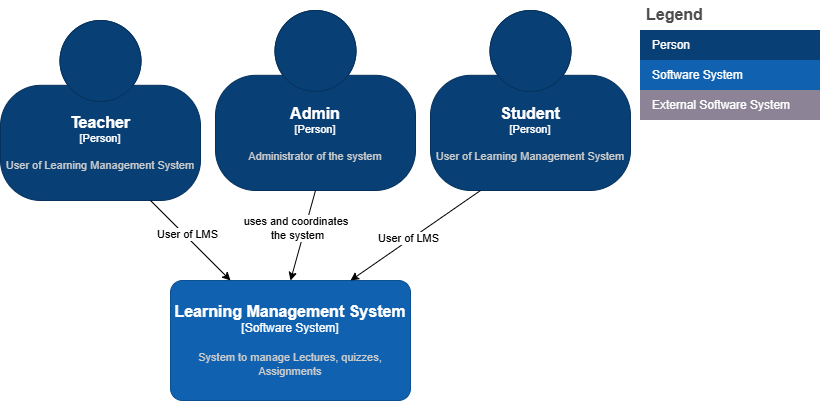 Legend
Person
Software System
External Software System
Teacher
[Person]
User of Learning Management System
Admin
[Person]
Administrator of the system
Student
[Person]
User of Learning Management System
User of LMS
uses and coordinates
the system
User of LMS
Learning Management System
[Software System]
System to manage Lectures, quizzes,
Assignments